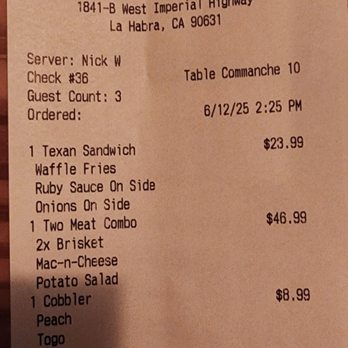 1841-B West Imperial Highway
La Habra, CA 90631
Server: Nick W
Check #36 Table Commanche 10
Guest Count: 3
Ordered: 6/12/25 2:25 PM
1 Texan Sandwich $23.99
Waffle Fries
Ruby Sauce On Side
Onions On Side
1 Two Meat Combo $46.99
2x Brisket
Mac-n-Cheese
Potato Salad
1 Cobbler $8.99
Peach
Togo